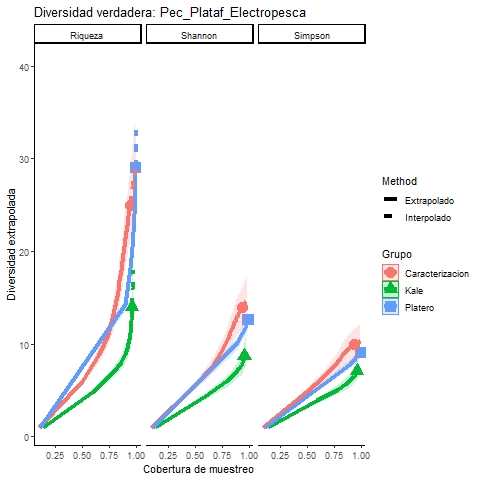 Diversidad verdadera: Pec_Plataf_Electropesca
Riqueza
Shannon
Simpson
40
30
20
10
0
Diversidad extrapolada
0.25 0.50 0.75 1.00
0.25 0.50 0.75 1.00
0.25 0.50 0.75 1.00
Cobertura de muestreo
Method
Extrapolado
Interpolado
Grupo
Caracterizacion
Kale
Platero